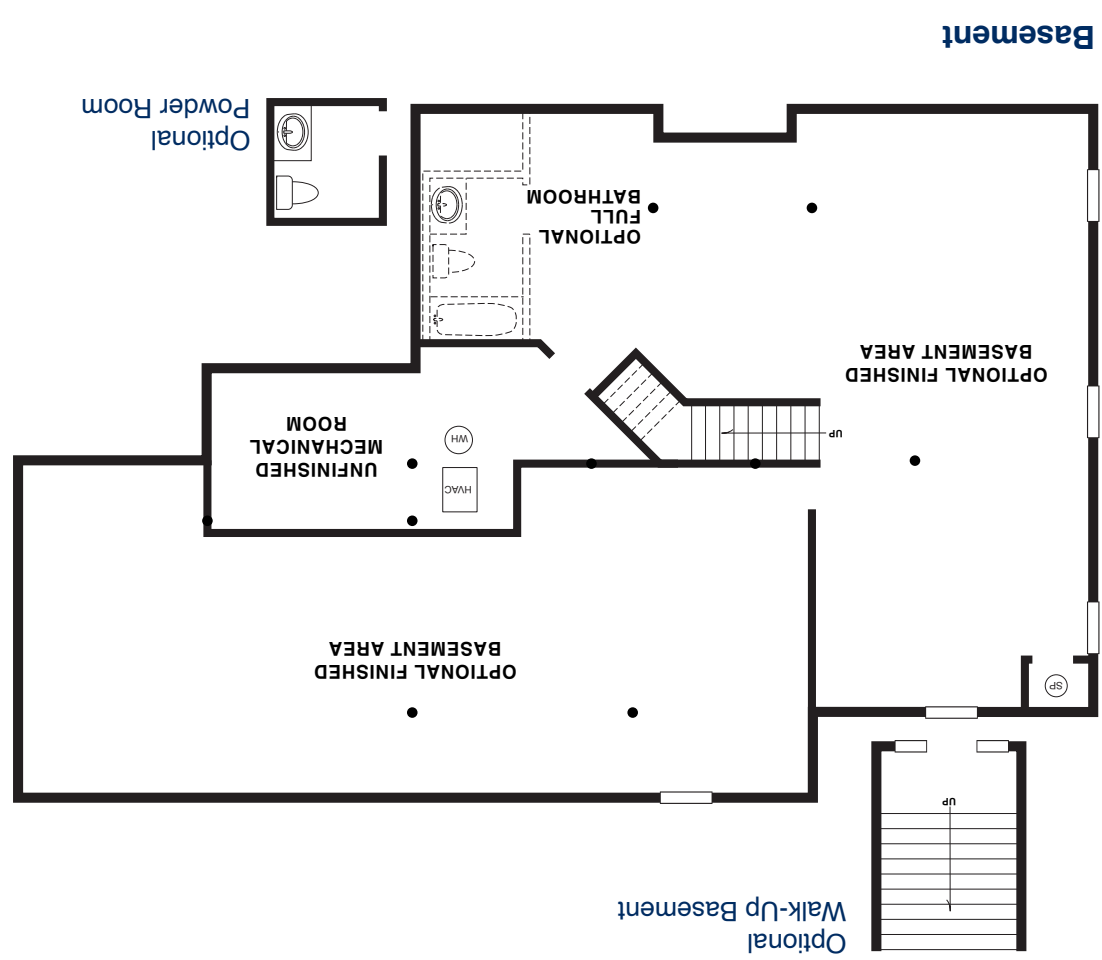 Optional
Walk-Up Basement
UP
SP
OPTIONAL FINISHED
BASEMENT AREA
OPTIONAL FINISHED
BASEMENT AREA
UP
HVAC
WH
UNFINISHED
MECHANICAL
ROOM
OPTIONAL
FULL
BATHROOM
Optional
Powder Room
Basement